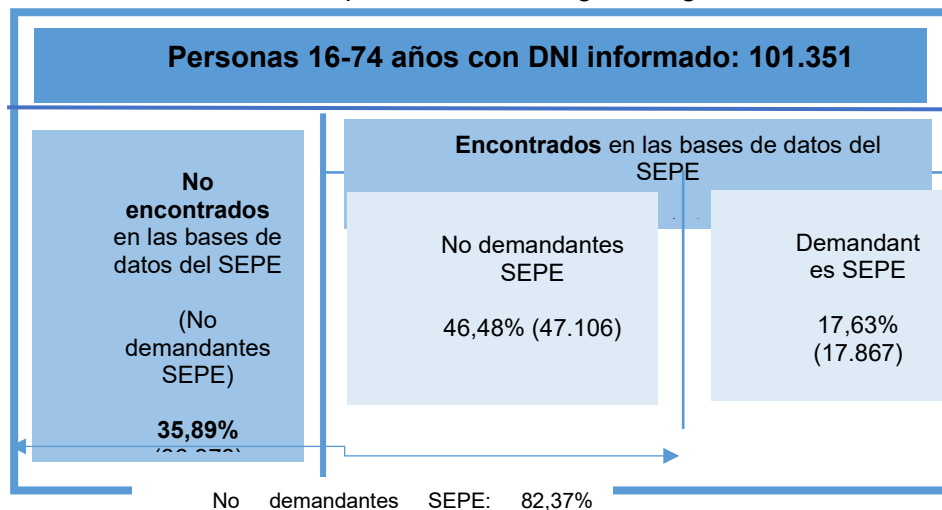 Personas 16-74 años con DNI informado: 101.351
No
encontrados
en las bases de
datos del SEPE
(No
demandantes
SEPE)
35,89%
Encontrados en las bases de datos del
SEPE
No demandantes
SEPE
46,48% (47.106)
Demandant
es SEPE
17,63%
(17.867)
No demandantes SEPE: 82,37%